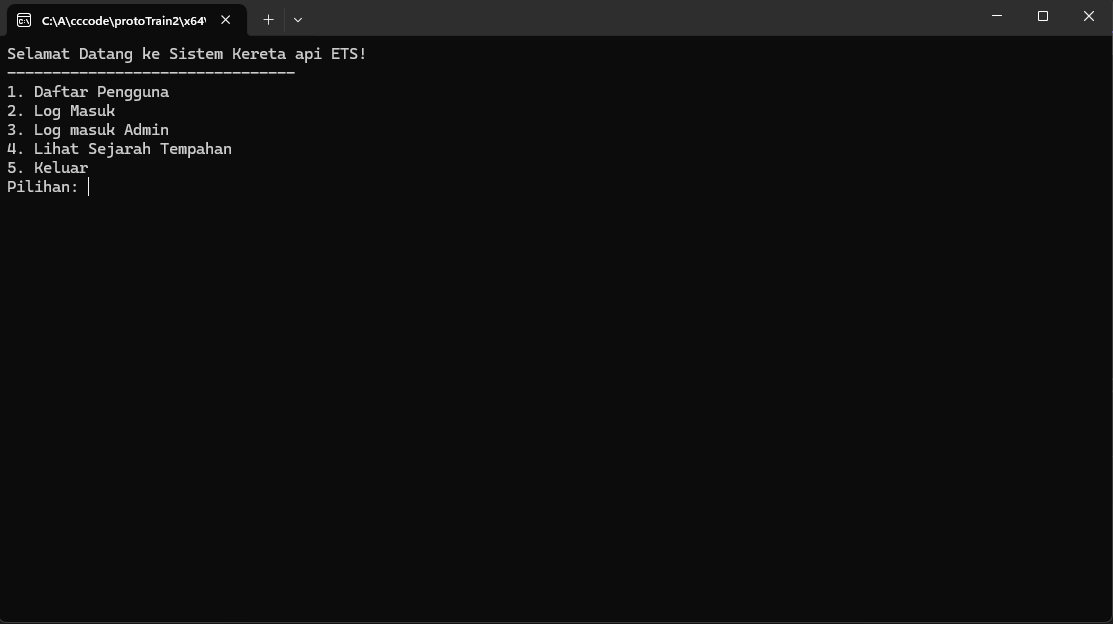 C:\A\cccode\protoTrain2\x64\
Selamat Datang ke Sistem Kereta api ETS!
--------------------------------
1. Daftar Pengguna
2. Log Masuk
3. Log masuk Admin
4. Lihat Sejarah Tempahan
5. Keluar
Pilihan: